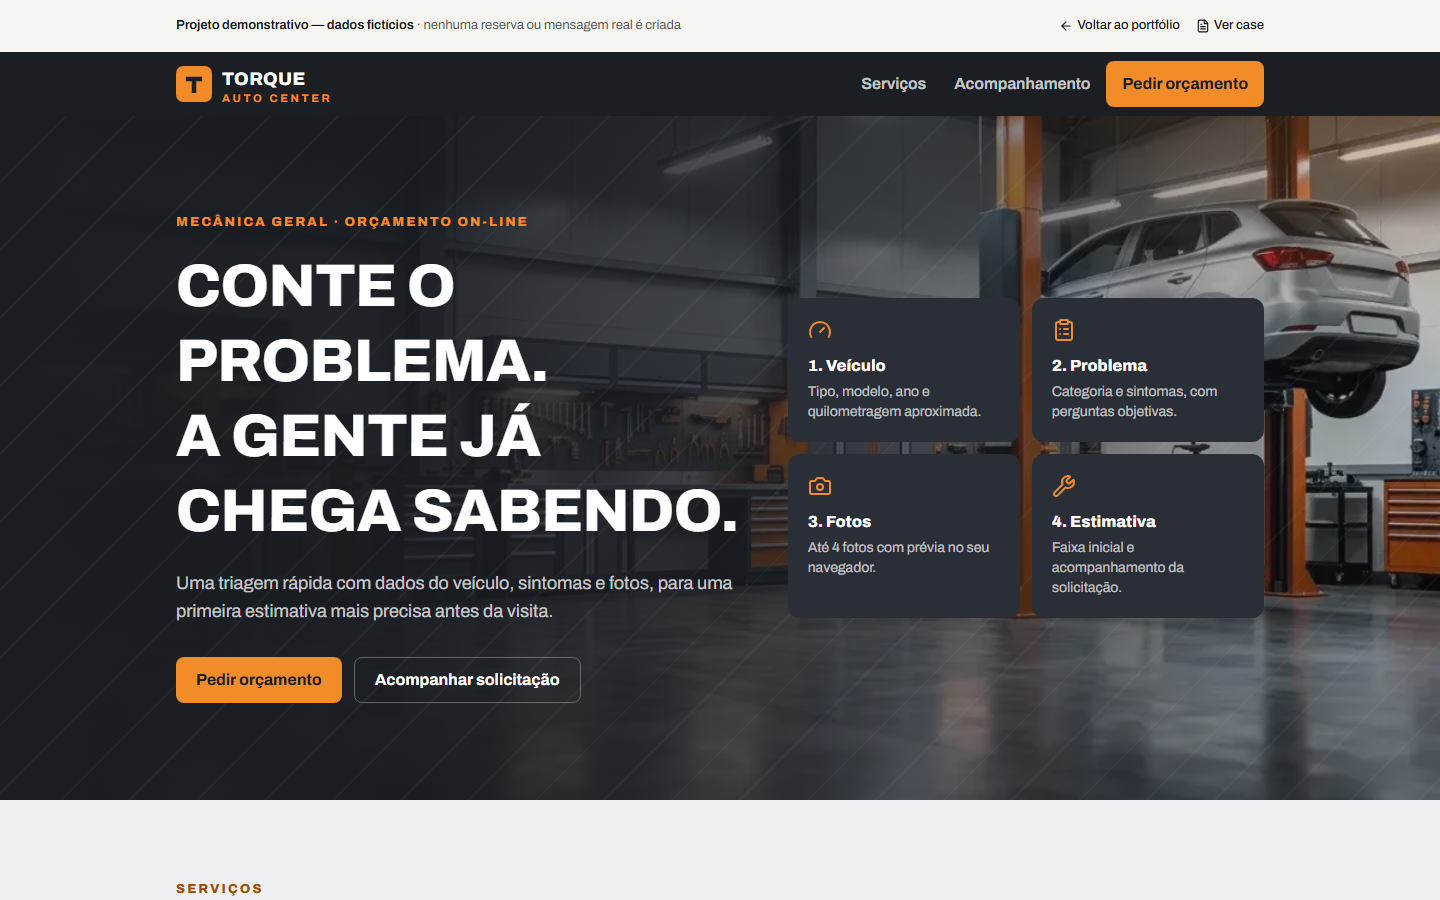 Projeto demonstrativo — dados fictícios · nenhuma reserva ou mensagem real é criada
Voltar ao portfólio
Ver case
T
TORQUE
AUTO CENTER
Serviços
Acompanhamento
Pedir orçamento
MECÂNICA GERAL · ORÇAMENTO ON-LINE
CONTE O
PROBLEMA.
A GENTE JÁ
CHEGA SABENDO.
Uma triagem rápida com dados do veículo, sintomas e fotos, para uma
primeira estimativa mais precisa antes da visita.
Pedir orçamento
Acompanhar solicitação
1. Veículo
Tipo, modelo, ano e
quilometragem aproximada.
2. Problema
Categoria e sintomas, com
perguntas objetivas.
3. Fotos
Até 4 fotos com prévia no seu
navegador.
4. Estimativa
Faixa inicial e
acompanhamento da
solicitação.
SERVIÇOS